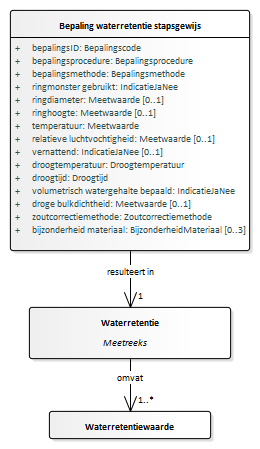 Bepaling waterretentie stapsgewijs
+ bepalingsID: Bepalingscode
+ bepalingsprocedure: Bepalingsprocedure
+ bepalingsmethode: Bepalingsmethode
+ ringmonster gebruikt: IndicatieJaNee
+ ringdiameter: Meetwaarde [0..1]
+ ringhoogte: Meetwaarde [0..1]
+ temperatuur: Meetwaarde
+ relatieve luchtvochtigheid: Meetwaarde [0..1]
+ vernattend: IndicatieJaNee [0..1]
+ droogtemperatuur: Droogtemperatuur
+ droogtijd: Droogtijd
+ volumetrisch watergehalte bepaald: IndicatieJaNee
+ droge bulkdichtheid: Meetwaarde [0..1]
+ zoutcorrectiemethode: Zoutcorrectiemethode
+ bijzonderheid materiaal: BijzonderheidMateriaal [0..3]
resulteert in
1
Waterretentie
Meetreeks
omvat
1..*
Waterretentiewaarde